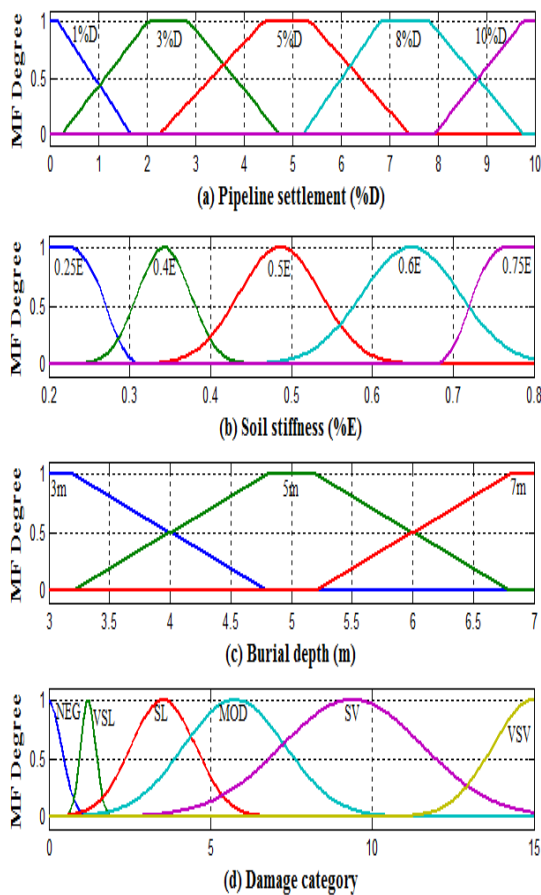 MF Degree
1
0.5
0
1%D 3%D 5%D 8%D 10%D
0 1 2 3 4 5 6 7 8 9 10
(a) Pipeline settlement (%D)
MF Degree
1
0.5
0
0.25E 0.4E 0.5E 0.6E 0.75E
0.2 0.3 0.4 0.5 0.6 0.7 0.8
(b) Soil stiffness (%E)
MF Degree
1
0.5
0
3m 5m 7m
3 3.5 4 4.5 5 5.5 6 6.5 7
(c) Burial depth (m)
MF Degree
1
0.5
0
NEG VSL SL MOD SV VSV
0 5 10 15
(d) Damage category